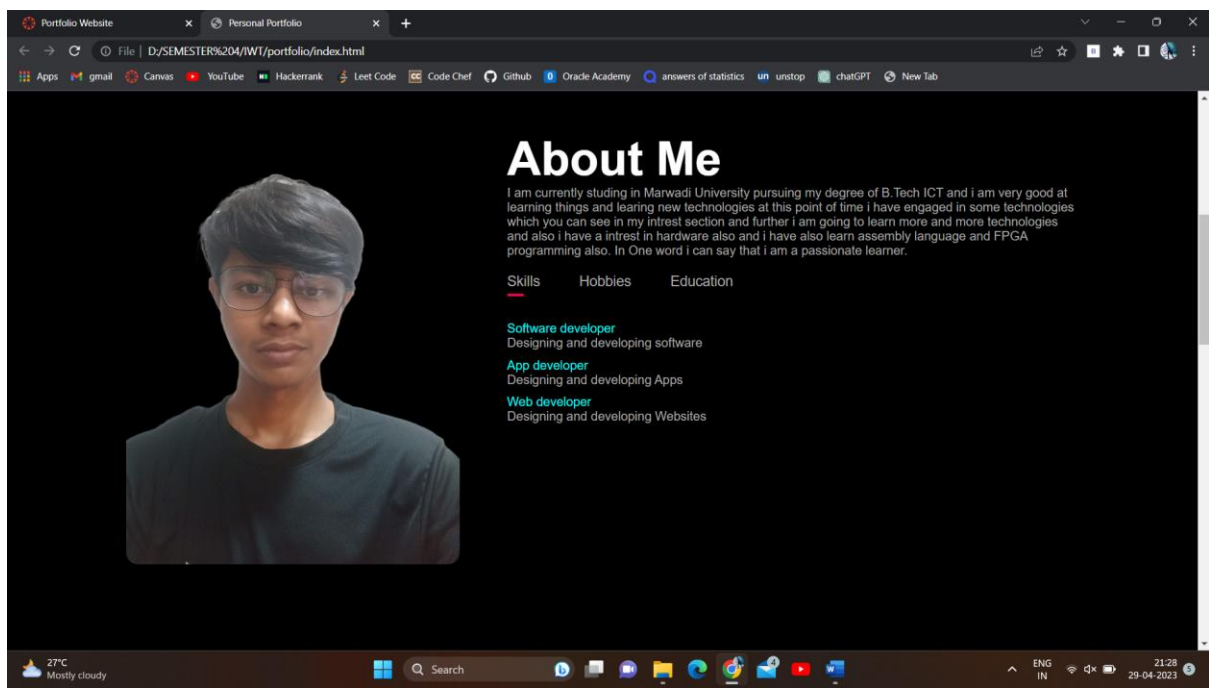 Portfolio Website
Personal Portfolio
File | D:/SEMESTER%204/IWT/portfolio/index.html
Apps gmail Canvas YouTube Hackerrank Leet Code Code Chef Github Oracle Academy answers of statistics unstop chatGPT New Tab
About Me
I am currently studing in Marwadi University pursuing my degree of B.Tech ICT and i am very good at
learning things and learing new technologies at this point of time i have engaged in some technologies
which you can see in my intrest section and further i am going to learn more and more technologies
and also i have a intrest in hardware also and i have also learn assembly language and FPGA
programming also. In One word i can say that i am a passionate learner.
Skills Hobbies Education
Software developer
Designing and developing software
App developer
Designing and developing Apps
Web developer
Designing and developing Websites
27°C
Mostly cloudy
Search
ENG
IN
21:28
29-04-2023
5